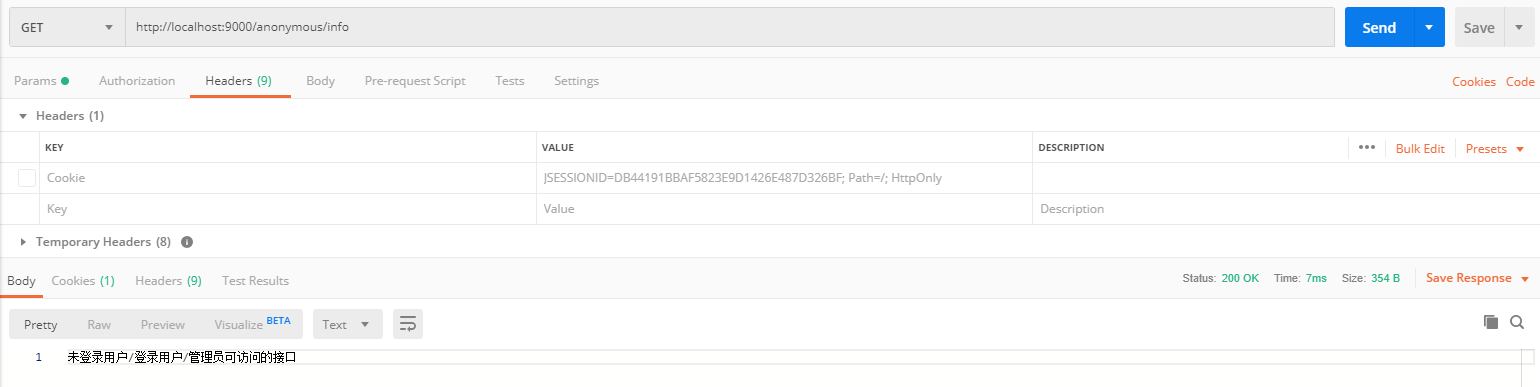 GET http://localhost:9000/anonymous/info Send Save
Params Authorization Headers (9) Body Pre-request Script Tests Settings Cookies Code
Headers (1)
KEY VALUE DESCRIPTION ••• Bulk Edit Presets
Cookie JSESSIONID=DB44191BBAF5823E9D1426E487D326BF; Path=/; HttpOnly
Key Value Description
Temporary Headers (8) i
Body Cookies (1) Headers (9) Test Results Status: 200 OK Time: 7ms Size: 354 B Save Response
Pretty Raw Preview Visualize BETA Text
1 未登录用户/登录用户/管理员可访问的接口